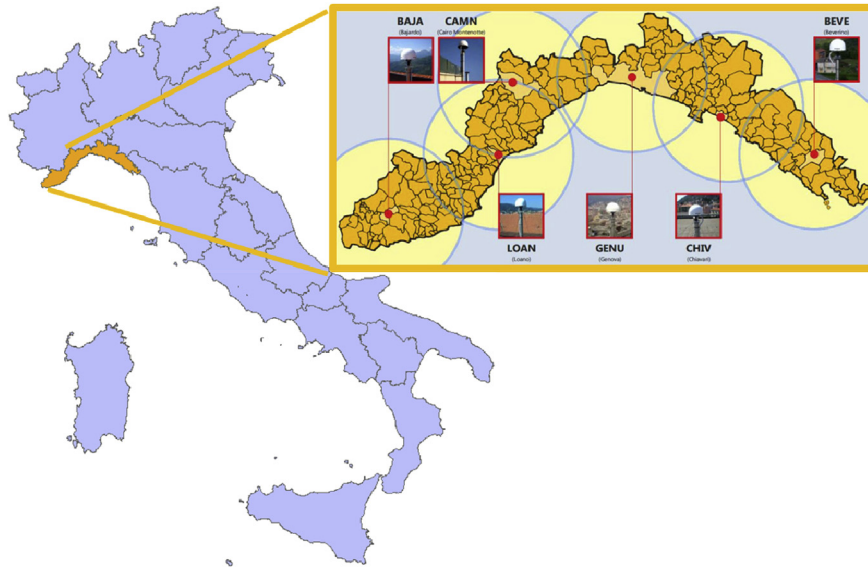 BAJA
(Bajardo)
CAMN
(Cairo Montenotte)
BEVE
(Beverino)
LOAN
(Loano)
GENU
(Genova)
CHIV
(Chiavari)